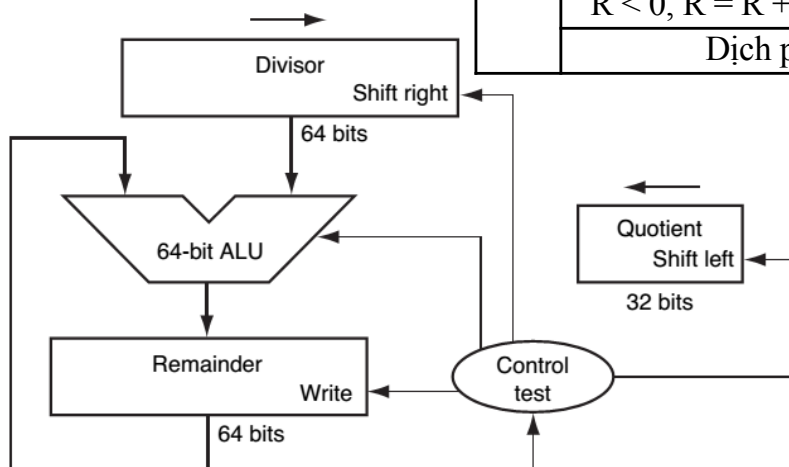 R < 0, R = R +
Dịch
Divisor
Shift right
64 bits
64-bit ALU
Quotient
Shift left
32 bits
Remainder
Write
64 bits
Control
test